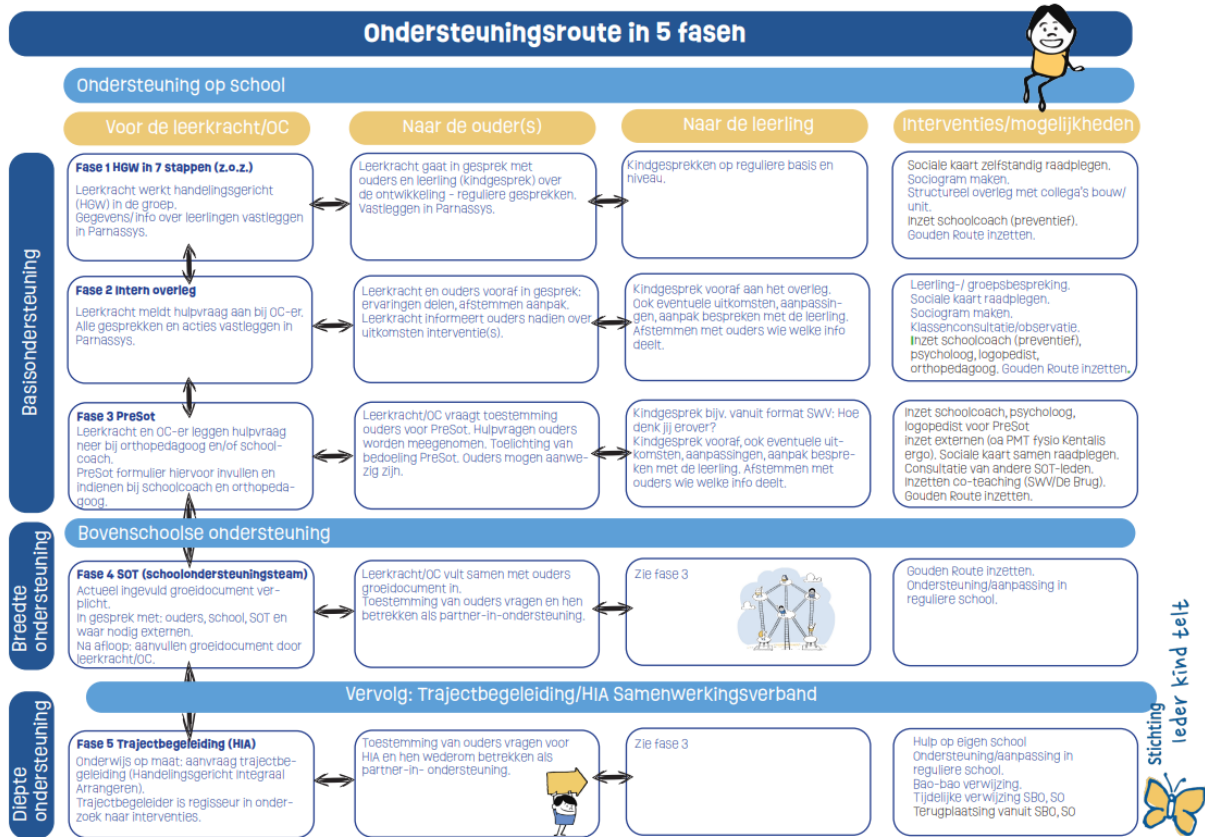 Ondersteuningsroute in 5 fasen
Ondersteuning op school
Voor de leerkracht/OC
Naar de ouder(s)
Naar de leerling
Interventies/mogelijkheden
Basisondersteuning
Fase 1 HGW in 7 stappen (z.o.z.)
Leerkracht werkt handelingsgericht
(HGW) in de groep.
Gegevens/info over leerlingen vastleggen
in Parnassys.
Leerkracht gaat in gesprek met
ouders en leerling (kindgesprek) over
de ontwikkeling - reguliere gesprekken.
Vastleggen in Parnassys.
Kindgesprekken op reguliere basis en
niveau.
Sociale kaart zelfstandig raadplegen.
Sociogram maken.
Structureel overleg met collega's bouw/
unit.
Inzet schoolcoach (preventief).
Gouden Route inzetten.
Fase 2 Intern overleg
Leerkracht meldt hulpvraag aan bij OC-er.
Alle gesprekken en acties vastleggen in
Parnassys.
Leerkracht en ouders vooraf in gesprek:
ervaringen delen, afstemmen aanpak.
Leerkracht informeert ouders nadien over
uitkomsten interventie(s).
Kindgesprek vooraf aan het overleg.
Ook eventuele uitkomsten, aanpassin-
gen, aanpak bespreken met de leerling.
Afstemmen met ouders wie welke info
deelt.
Leerling-/ groepsbespreking.
Sociale kaart raadplegen.
Sociogram maken.
Klassenconsultatie/observatie.
Inzet schoolcoach (preventief),
psycholoog, logopedist,
orthopedagoog. Gouden Route inzetten.
Fase 3 PreSot
Leerkracht en OC-er leggen hulpvraag
neer bij orthopedagoog en/of school-
coach.
PreSot formulier hiervoor invullen en
indienen bij schoolcoach en orthopeda-
goog.
Leerkracht/OC vraagt toestemming
ouders voor PreSot. Hulpvragen ouders
worden meegenomen. Toelichting van
bedoeling PreSot. Ouders mogen aanwe-
zig zijn.
Kindgesprek bijv. vanuit format SWV: Hoe
denk jij erover?
Kindgesprek vooraf, ook eventuele uit-
komsten, aanpassingen, aanpak bespre-
ken met de leerling. Afstemmen met
ouders wie welke info deelt.
Inzet schoolcoach, psycholoog,
logopedist voor PreSot
Inzet externen (oa PMT fysio Kentalis
ergo). Sociale kaart samen raadplegen.
Consultatie van andere SOT-leden.
Inzetten co-teaching (SWV/De Brug).
Gouden Route inzetten.
Bovenschoolse ondersteuning
Breedte
ondersteuning
Fase 4 SOT (schoolondersteuningsteam)
Actueel ingevuld groeidocument ver-
plicht.
In gesprek met: ouders, school, SOT en
waar nodig externen.
Na afloop: aanvullen groeidocument door
leerkracht/OC.
Leerkracht/OC vult samen met ouders
groeidocument in.
Toestemming van ouders vragen en hen
betrekken als partner-in-ondersteuning.
Zie fase 3
Gouden Route inzetten.
Ondersteuning/aanpassing in
reguliere school.
Vervolg: Trajectbegeleiding/HIA Samenwerkingsverband
Diepte
ondersteuning
Fase 5 Trajectbegeleiding (HIA)
Onderwijs op maat: aanvraag trajectbe-
geleiding (Handelingsgericht Integraal
Arrangeren).
Trajectbegeleider is regisseur in onder-
zoek naar interventies.
Toestemming van ouders vragen voor
HIA en hen wederom betrekken als
partner-in- ondersteuning.
Zie fase 3
Hulp op eigen school
Ondersteuning/aanpassing in
reguliere school.
Bao-bao verwijzing.
Tijdelijke verwijzing SBO, SO
Terugplaatsing vanuit SBO, SO
Stichting
Ieder kind telt